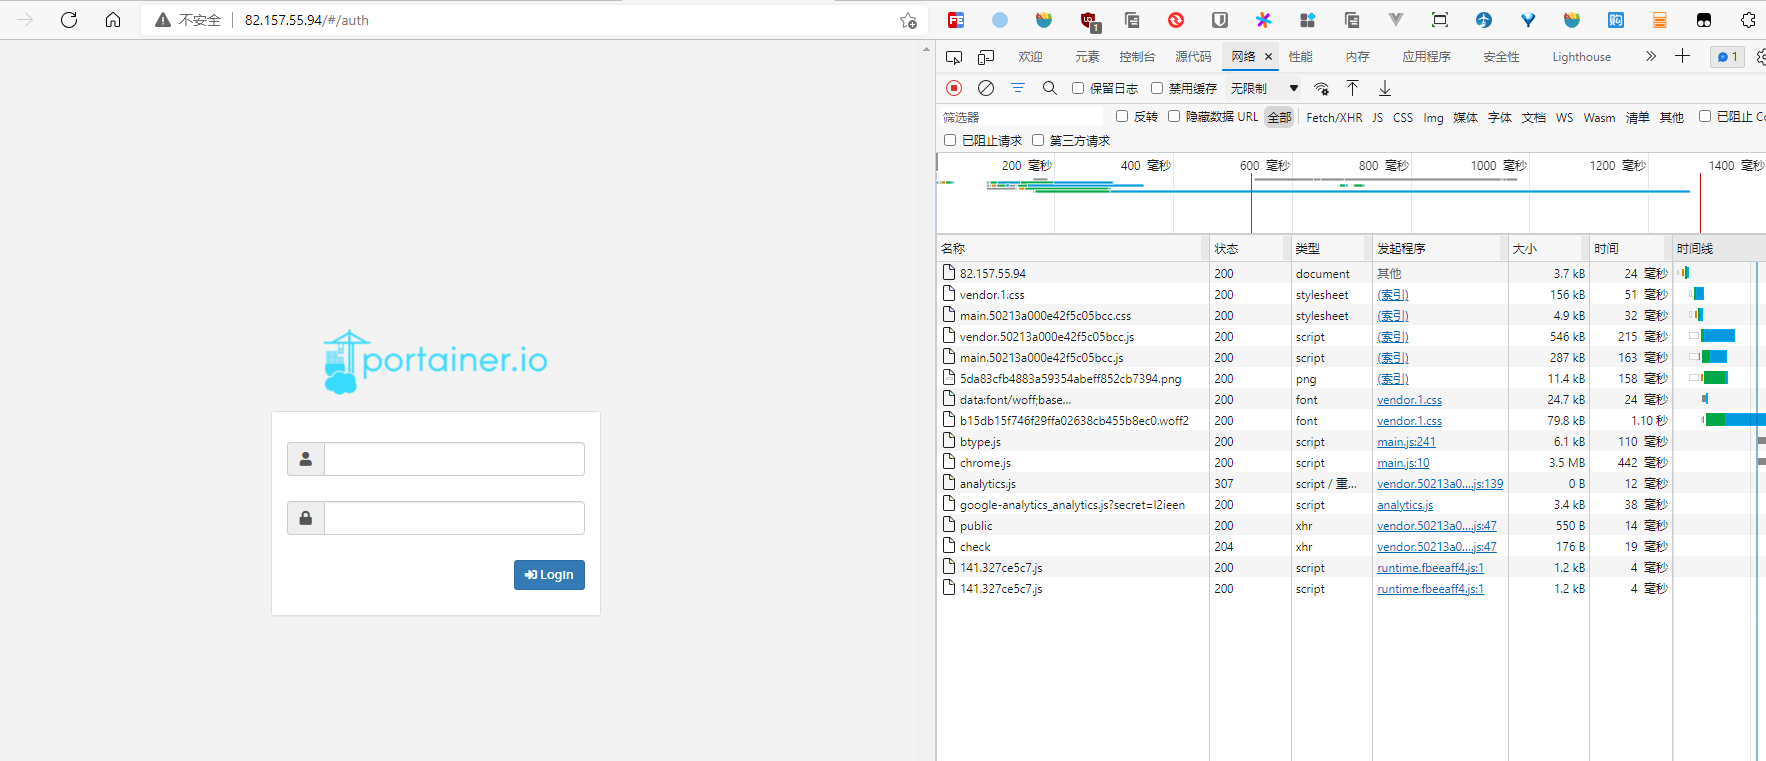 不安全 82.157.55.94/#/auth
FE
1
购
欢迎 元素 控制台 源代码 网络 性能 内存 应用程序 安全性 Lighthouse 1
保留日志 禁用缓存 无限制
筛选器 反转 隐藏数据 URL 全部 Fetch/XHR JS CSS Img 媒体 字体 文档 WS Wasm 清单 其他 已阻止 Co
已阻止请求 第三方请求
200 毫秒 400 毫秒 600 毫秒 800 毫秒 1000 毫秒 1200 毫秒 1400 毫秒
名称 状态 类型 发起程序 大小 时间 时间线
82.157.55.94 200 document 其他 3.7 kB 24 毫秒
vendor.1.css 200 stylesheet (索引) 156 kB 51 毫秒
main.50213a000e42f5c05bcc.css 200 stylesheet (索引) 4.9 kB 32 毫秒
vendor.50213a000e42f5c05bcc.js 200 script (索引) 546 kB 215 毫秒
main.50213a000e42f5c05bcc.js 200 script (索引) 287 kB 163 毫秒
5da83cfb4883a59354abeff852cb7394.png 200 png (索引) 11.4 kB 158 毫秒
data:font/woff;base... 200 font vendor.1.css 24.7 kB 24 毫秒
b15db15f746f29ffa02638cb455b8ec0.woff2 200 font vendor.1.css 79.8 kB 1.10 秒
btype.js 200 script main.js:241 6.1 kB 110 毫秒
chrome.js 200 script main.js:10 3.5 MB 442 毫秒
analytics.js 307 script / 重... vendor.50213a0....js:139 0 B 12 毫秒
google-analytics_analytics.js?secret=l2ieen 200 script analytics.js 3.4 kB 38 毫秒
public 200 xhr vendor.50213a0....js:47 550 B 14 毫秒
check 204 xhr vendor.50213a0....js:47 176 B 19 毫秒
141.327ce5c7.js 200 script runtime.fbeeaff4.js:1 1.2 kB 4 毫秒
141.327ce5c7.js 200 script runtime.fbeeaff4.js:1 1.2 kB 4 毫秒
portainer.io
Login